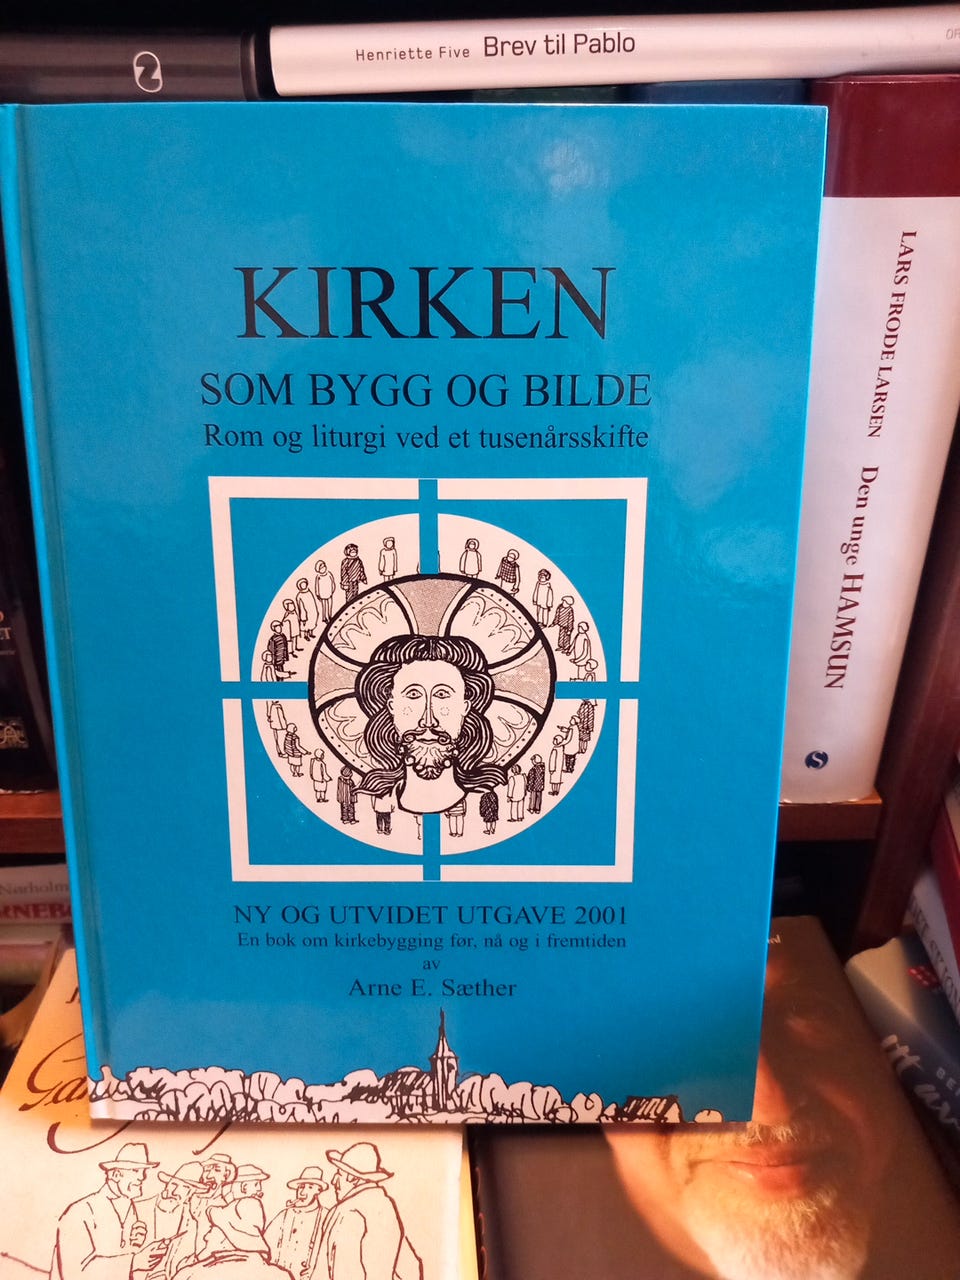 Henriette Five Brev til Pablo
KIRKEN
SOM BYGG OG BILDE
Rom og liturgi ved et tusenårsskifte
NY OG UTVIDET UTGAVE 2001
En bok om kirkebygging før, nå og i fremtiden
av
Arne E. Sæther
LARS FRODE LARSEN Den unge HAMSUN
S
Nørholm